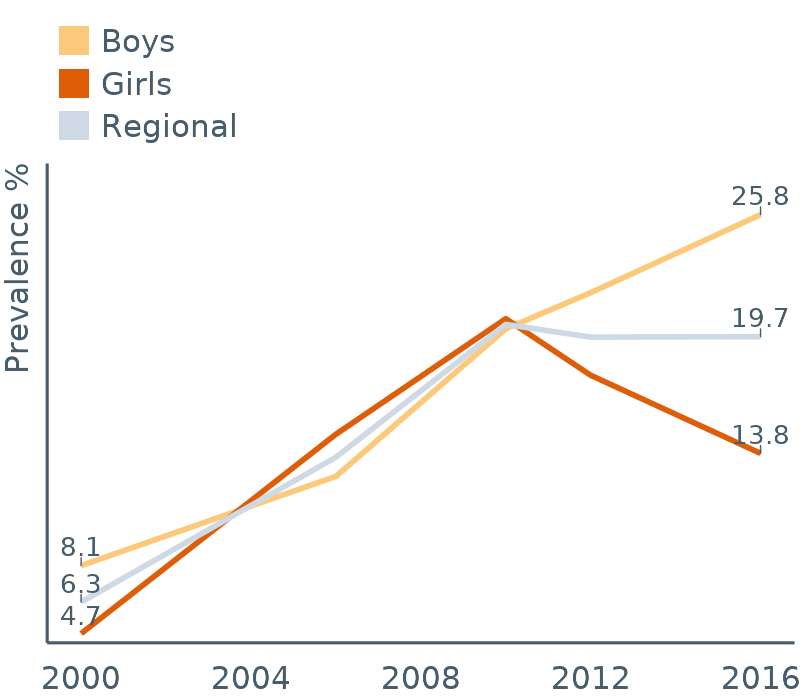 Boys
Girls
Regional
Prevalence %
25.8
19.7
13.8
8.1
6.3
4.7
2000 2004 2008 2012 2016